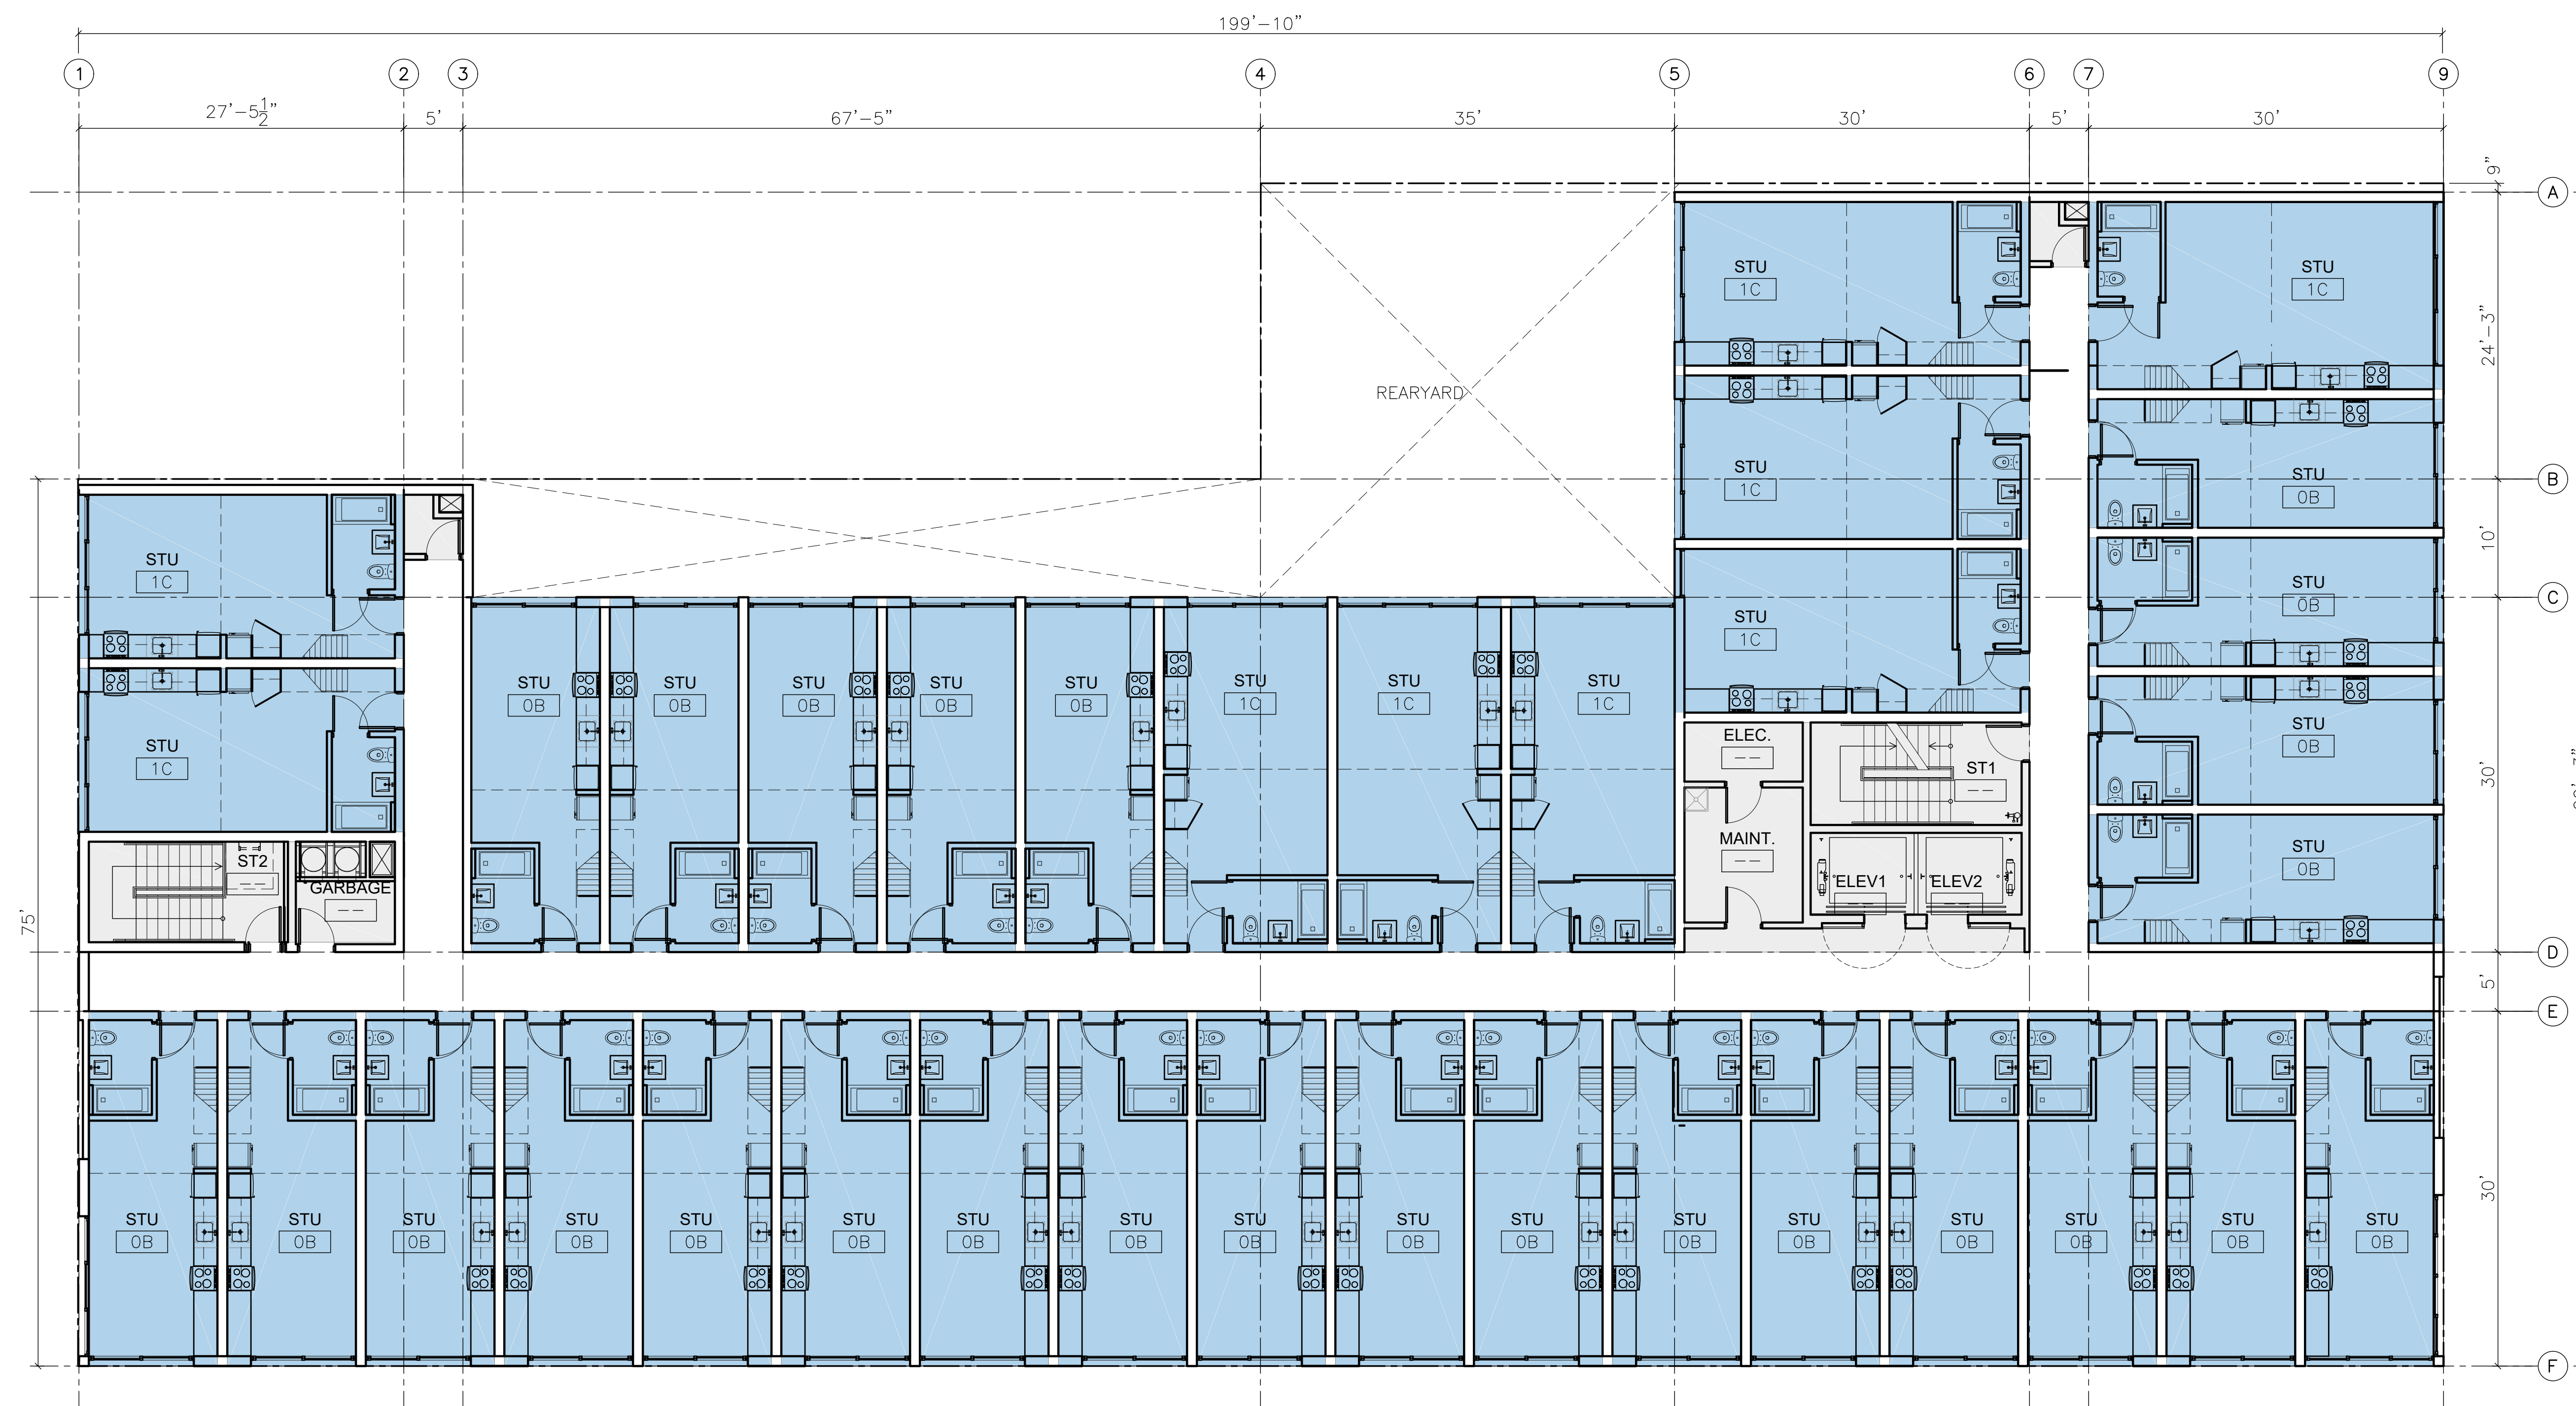 199'-10"
1 2 3 4 5 6 7 9
27'-5 1/2" 5' 67'-5" 35' 30' 5' 30'
9"
A
STU STU
1C 1C
24'-3"
REARYARD
STU STU
1C 0B
B
10'
STU STU
1C 0B
C
STU STU
1C 0B
STU STU STU STU STU STU STU STU
0B 0B 0B 0B 0B 1C 1C 1C
STU STU
1C 0B
ELEC.
--
ST1
--
30'
MAINT.
--
STU
0B
ST2
--
GARBAGE
--
ELEV1 ELEV2
75'
D
5'
E
STU STU STU STU STU STU STU STU STU STU STU STU STU STU STU STU STU
0B 0B 0B 0B 0B 0B 0B 0B 0B 0B 0B 0B 0B 0B 0B 0B 0B
30'
F